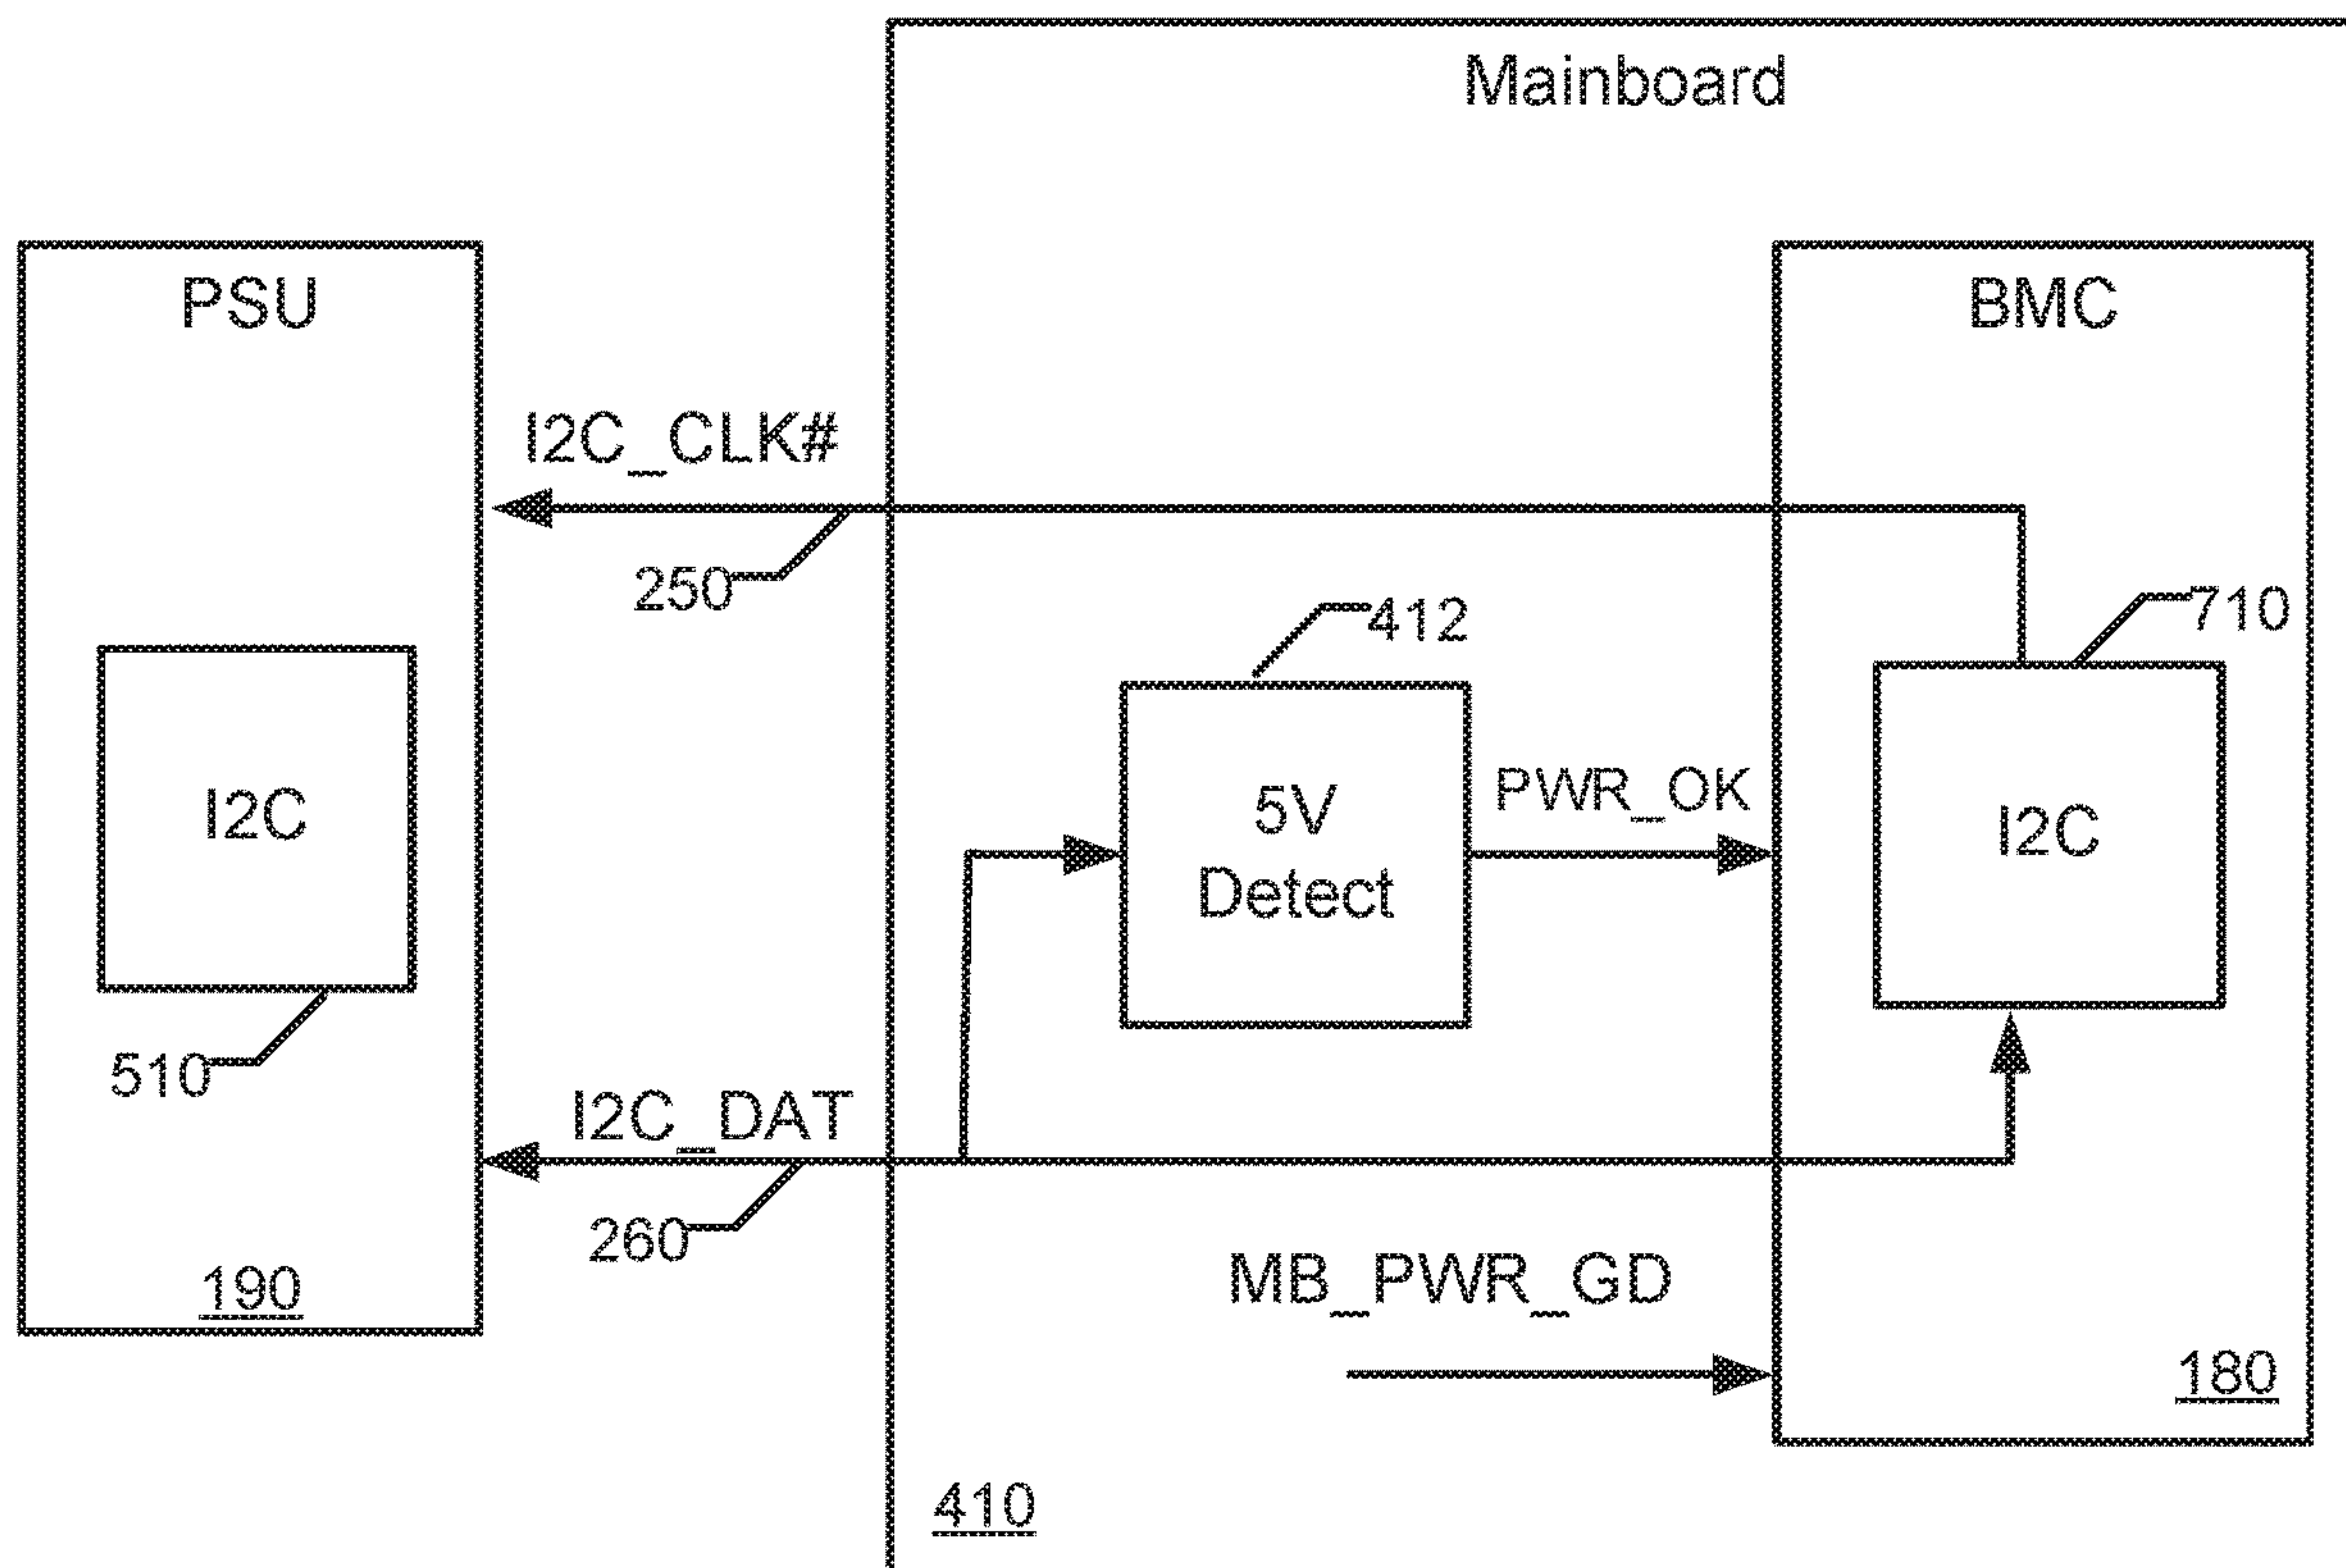 Mainboard
PSU
BMC
I2C_CLK#
250
412
710
I2C
5V
Detect
PWR_OK
I2C
510
I2C_DAT
260
MB_PWR_GD
190
180
410